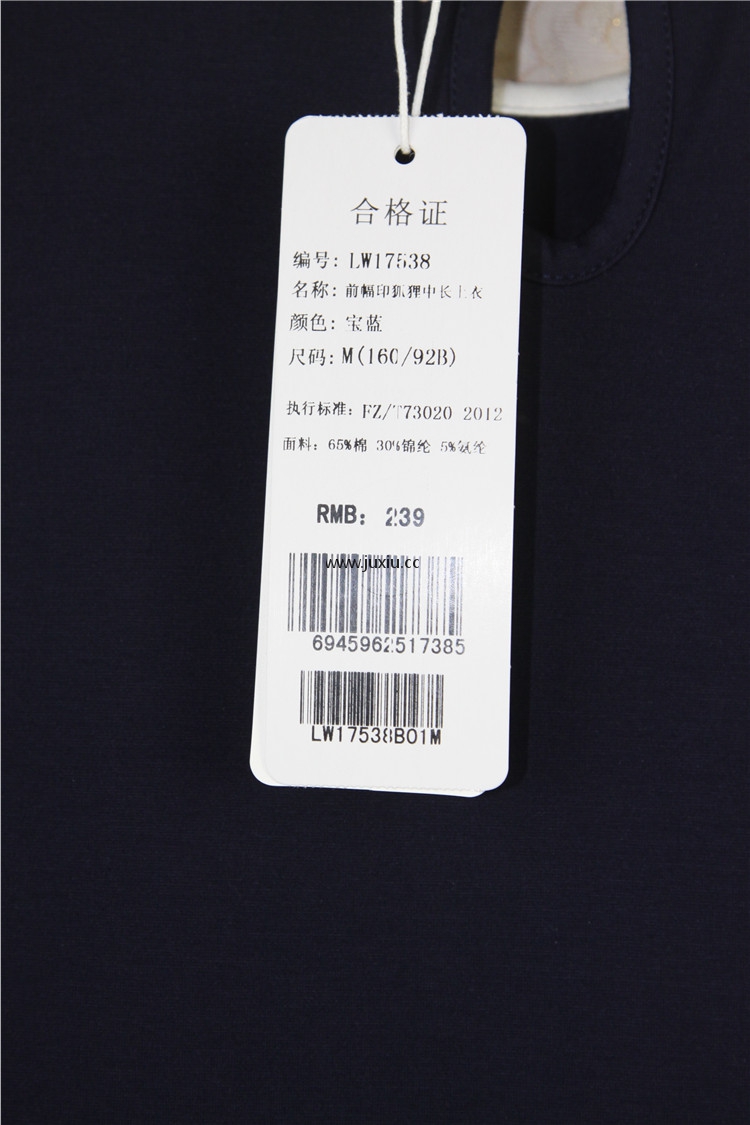 合格证
编号: LW17538
名称: 前幅印狐狸中长上衣
颜色: 宝蓝
尺码: M(160/92B)
执行标准: FZ/T73020 2012
面料: 65%棉 30%锦纶 5%氨纶
RMB: 239
www.juxiu.cc
6945962517385
LW17538B01M